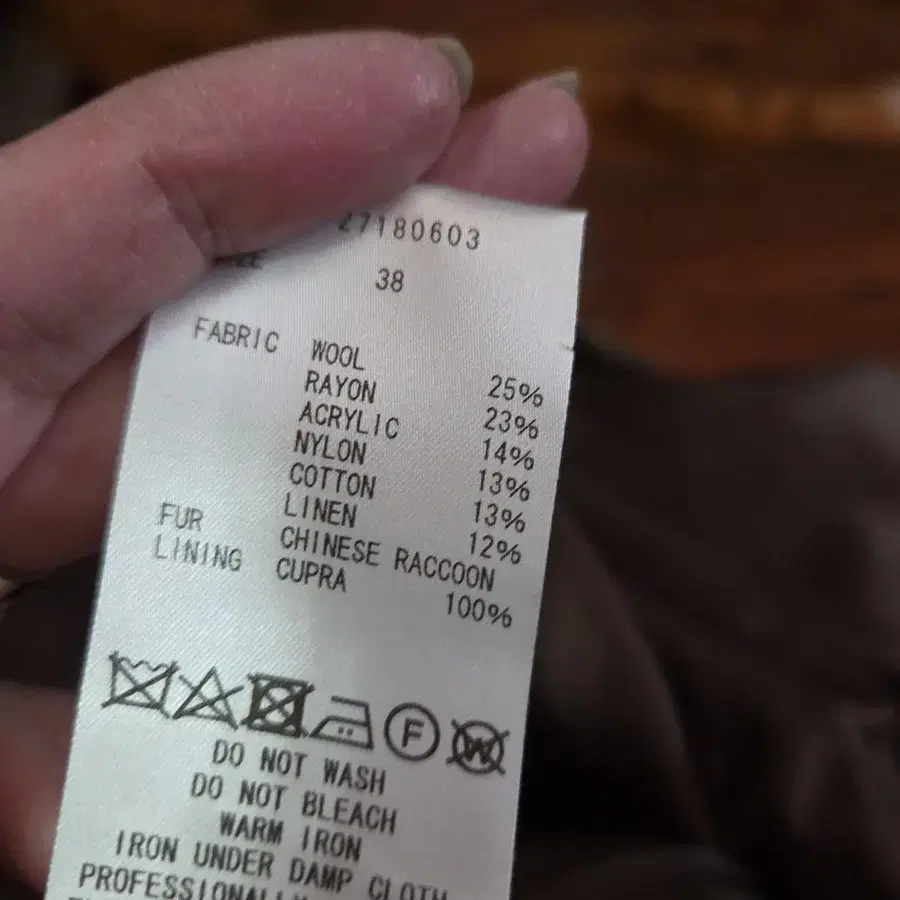 27180603
38
FABRIC WOOL 25%
RAYON 23%
ACRYLIC 14%
NYLON 13%
COTTON 13%
LINEN 12%
FUR CHINESE RACCOON
LINING CUPRA 100%
F
W
DO NOT WASH
DO NOT BLEACH
WARM IRON
IRON UNDER DAMP CLOTH